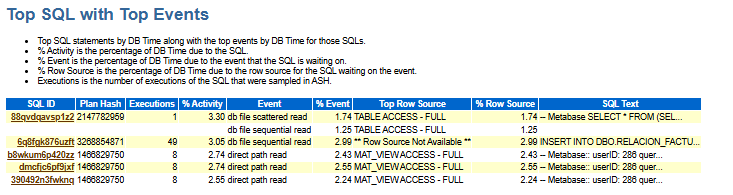 Top SQL with Top Events
Top SQL statements by DB Time along with the top events by DB Time for those SQLs.
% Activity is the percentage of DB Time due to the SQL.
% Event is the percentage of DB Time due to the event that the SQL is waiting on.
% Row Source is the percentage of DB Time due to the row source for the SQL waiting on the event.
Executions is the number of executions of the SQL that were sampled in ASH.
SQL ID Plan Hash Executions % Activity Event % Event Top Row Source % Row Source SQL Text
88qvdqavsp1z2 2147782959 1 3.30 db file scattered read 1.74 TABLE ACCESS - FULL 1.74 -- Metabase SELECT * FROM (SEL...
db file sequential read 1.25 TABLE ACCESS - FULL 1.25
6q8fgk876uzft 3268854871 49 3.05 db file sequential read 2.99 ** Row Source Not Available ** 2.99 INSERT INTO DBO.RELACION_FACTU...
b8wkum6p420zz 1466829750 8 2.74 direct path read 2.43 MAT_VIEW ACCESS - FULL 2.43 -- Metabase:: userID: 286 quer...
dmcfjc6pf9jxf 1466829750 8 2.74 direct path read 2.55 MAT_VIEW ACCESS - FULL 2.55 -- Metabase:: userID: 286 quer...
390492n3fwknq 1466829750 8 2.55 direct path read 2.24 MAT_VIEW ACCESS - FULL 2.24 -- Metabase:: userID: 286 quer...